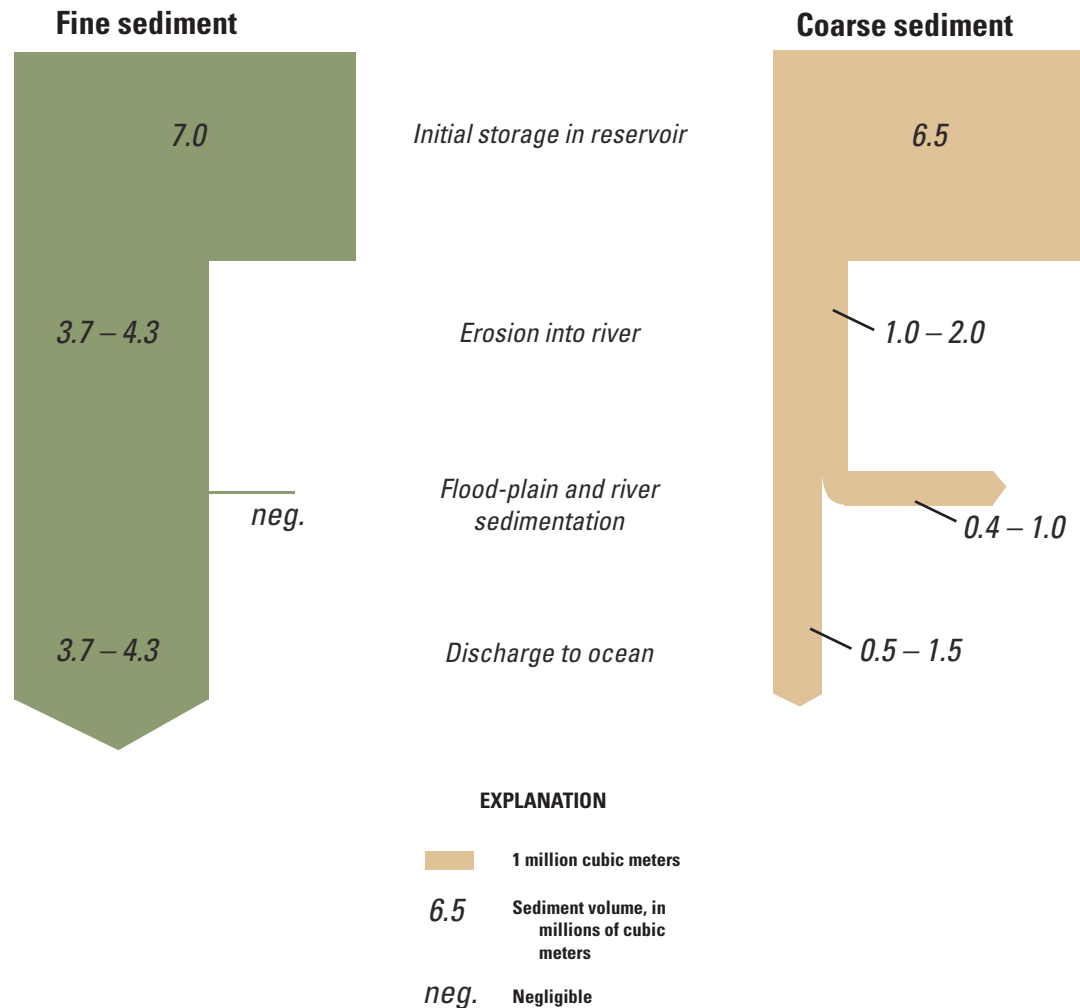 Fine sediment
Coarse sediment
7.0
Initial storage in reservoir
6.5
3.7 – 4.3
Erosion into river
1.0 – 2.0
neg.
Flood-plain and river
sedimentation
0.4 – 1.0
3.7 – 4.3
Discharge to ocean
0.5 – 1.5
EXPLANATION
1 million cubic meters
6.5
Sediment volume, in
millions of cubic
meters
neg.
Negligible